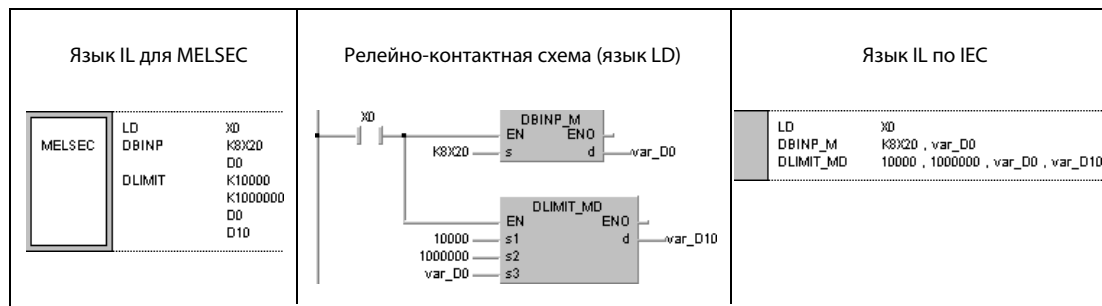 Язык IL для MELSEC
MELSEC
LD X0
DBINP K8X20
D0
DLIMIT K10000
K1000000
D0
D10
Релейно-контактная схема (язык LD)
X0
DBINP_M
EN ENO
K8X20 s d var_D0
DLIMIT_MD
EN ENO
10000 s1 d var_D10
1000000 s2
var_D0 s3
Язык IL по IEC
LD X0
DBINP_M K8X20 , var_D0
DLIMIT_MD 10000 , 1000000 , var_D0 , var_D10